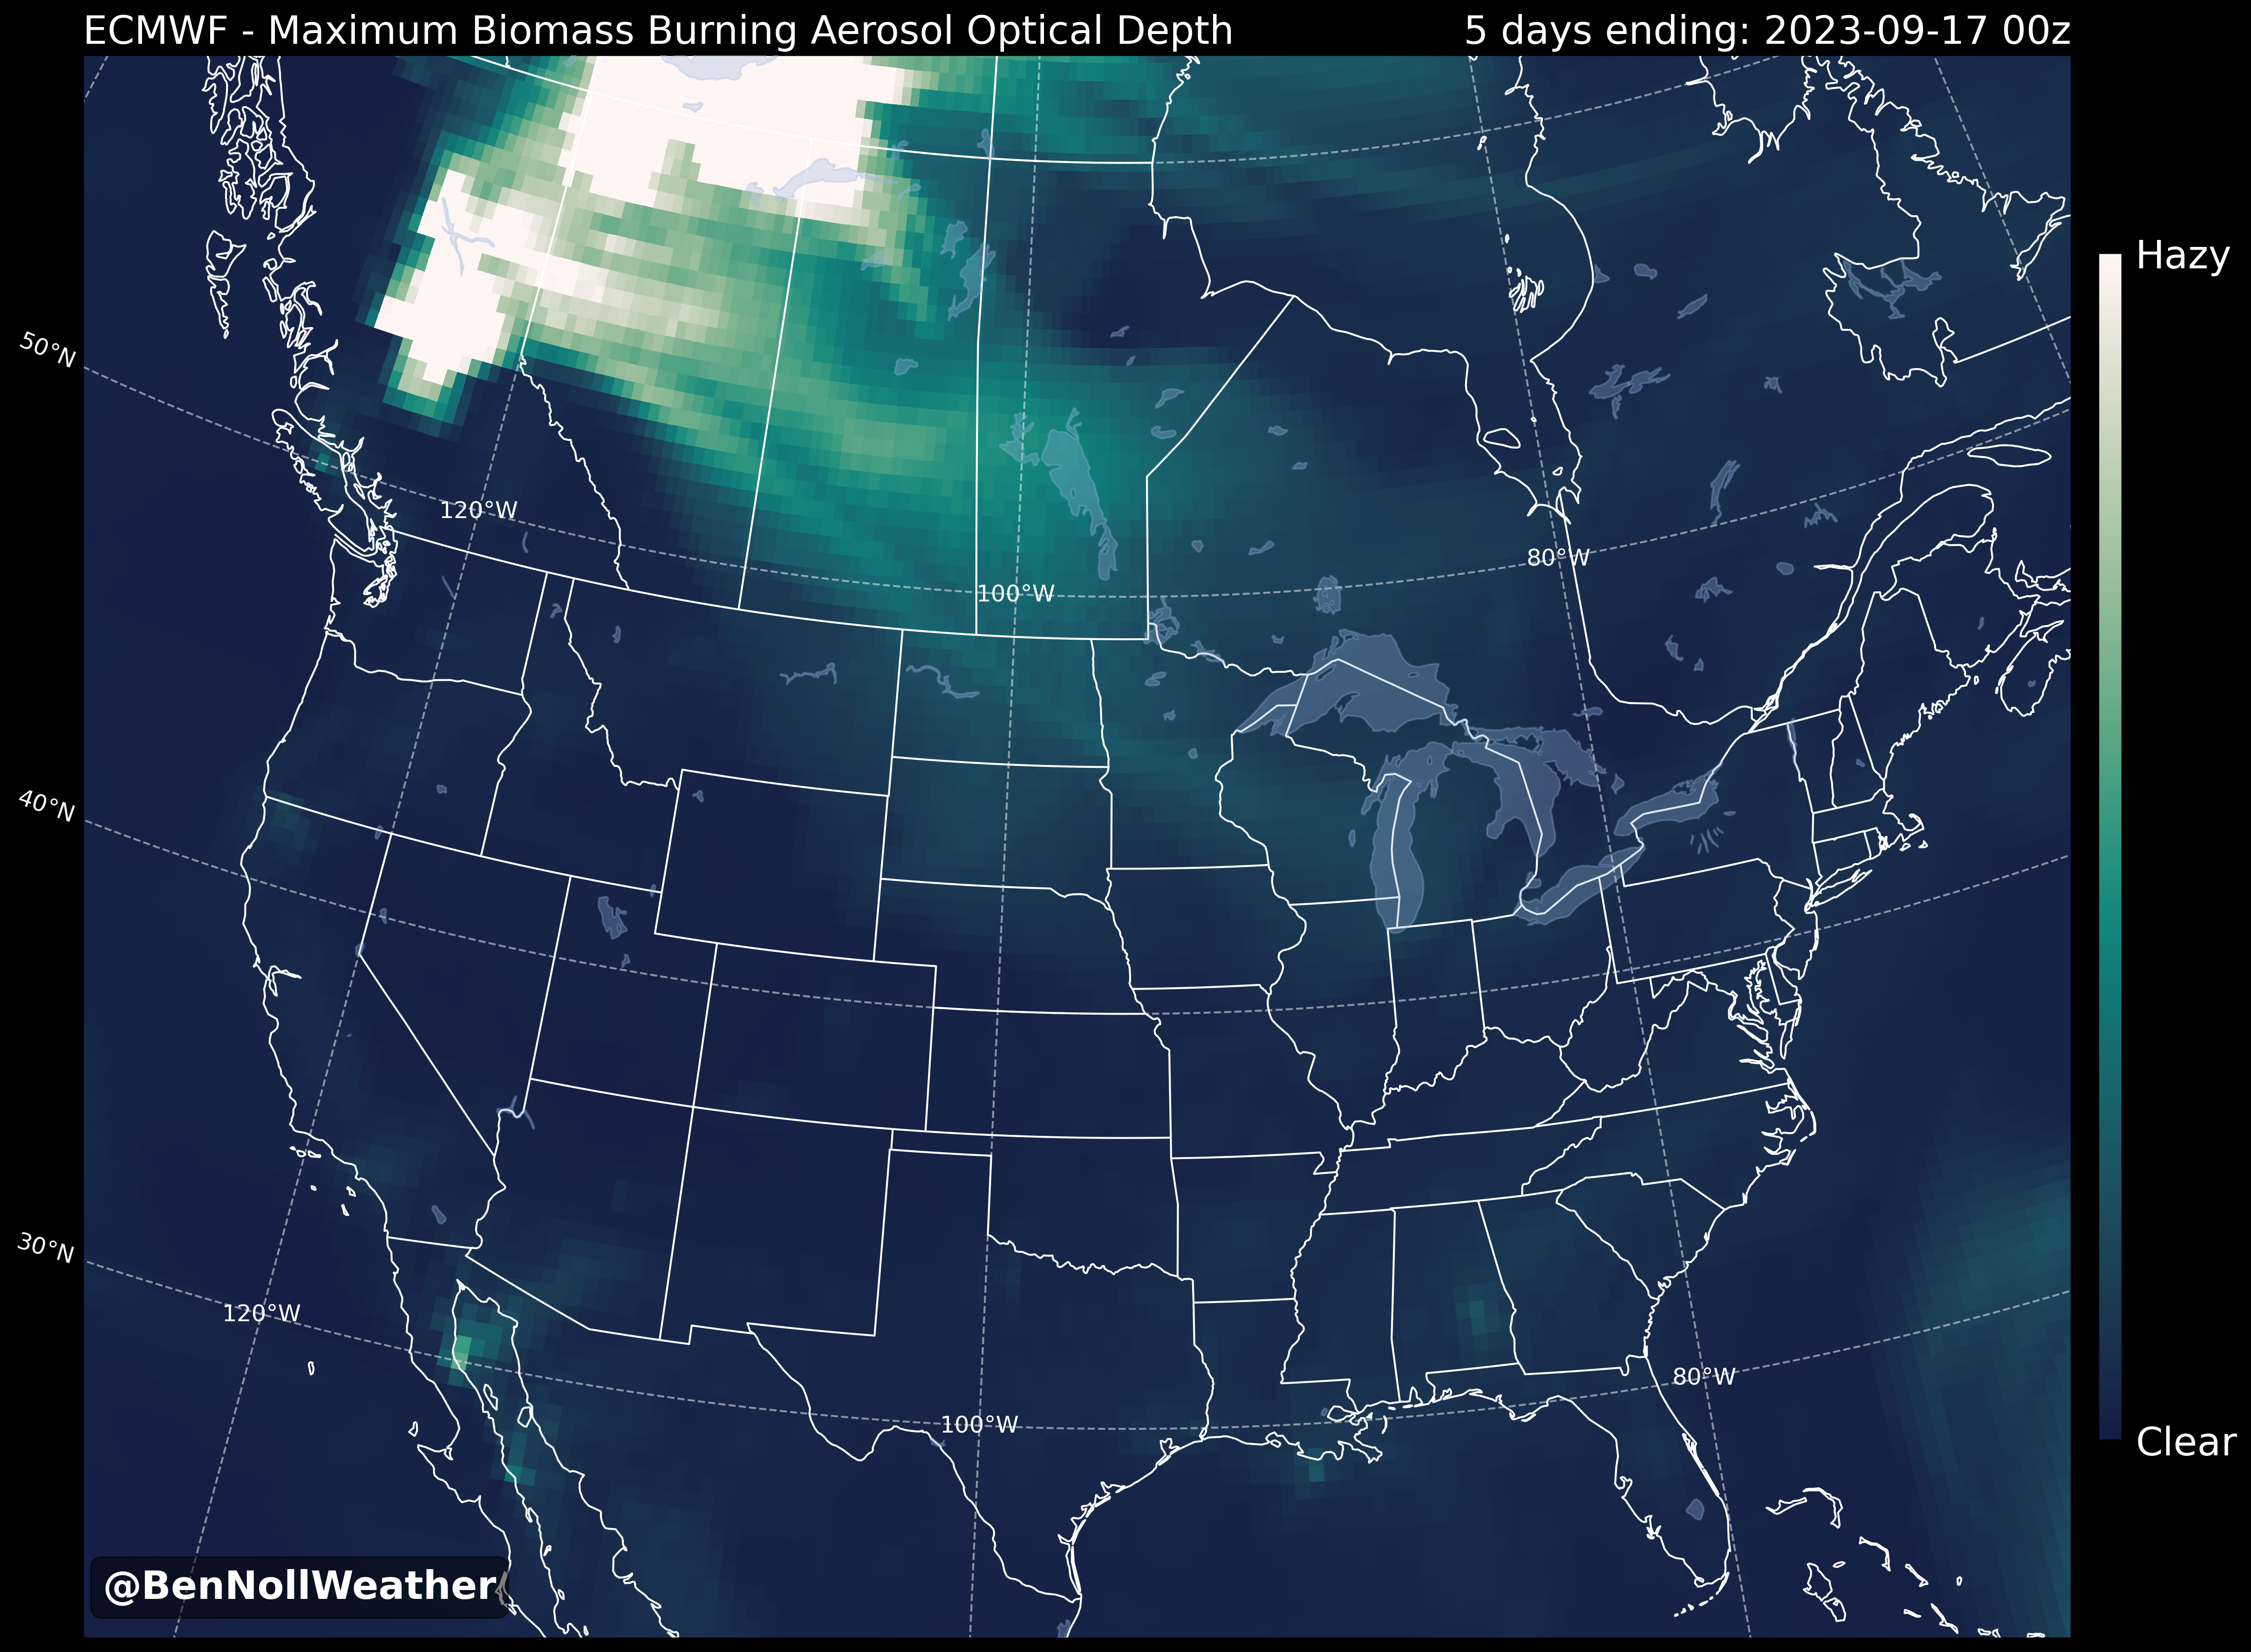 ECMWF - Maximum Biomass Burning Aerosol Optical Depth
5 days ending: 2023-09-17 00z
Hazy
50°N
120°W
80°W
100°W
40°N
30°N
120°W
80°W
100°W
Clear
@BenNollWeather